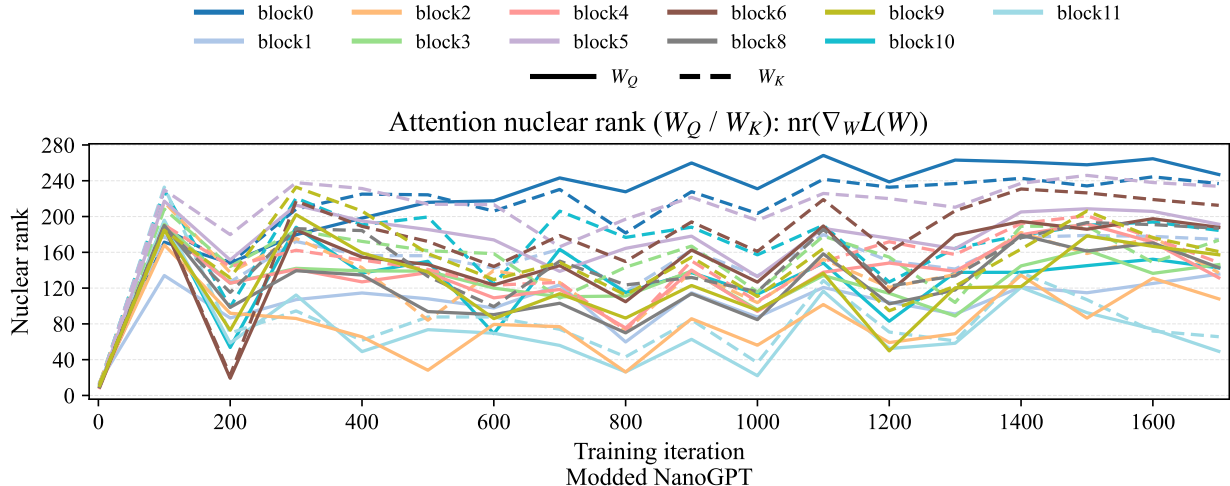 block0 block2 block4 block6 block9 block11
block1 block3 block5 block8 block10
W_Q W_K
Attention nuclear rank (W_Q / W_K): nr(∇_W L(W))
Nuclear rank
280
240
200
160
120
80
40
0
0 200 400 600 800 1000 1200 1400 1600
Training iteration
Modded NanoGPT